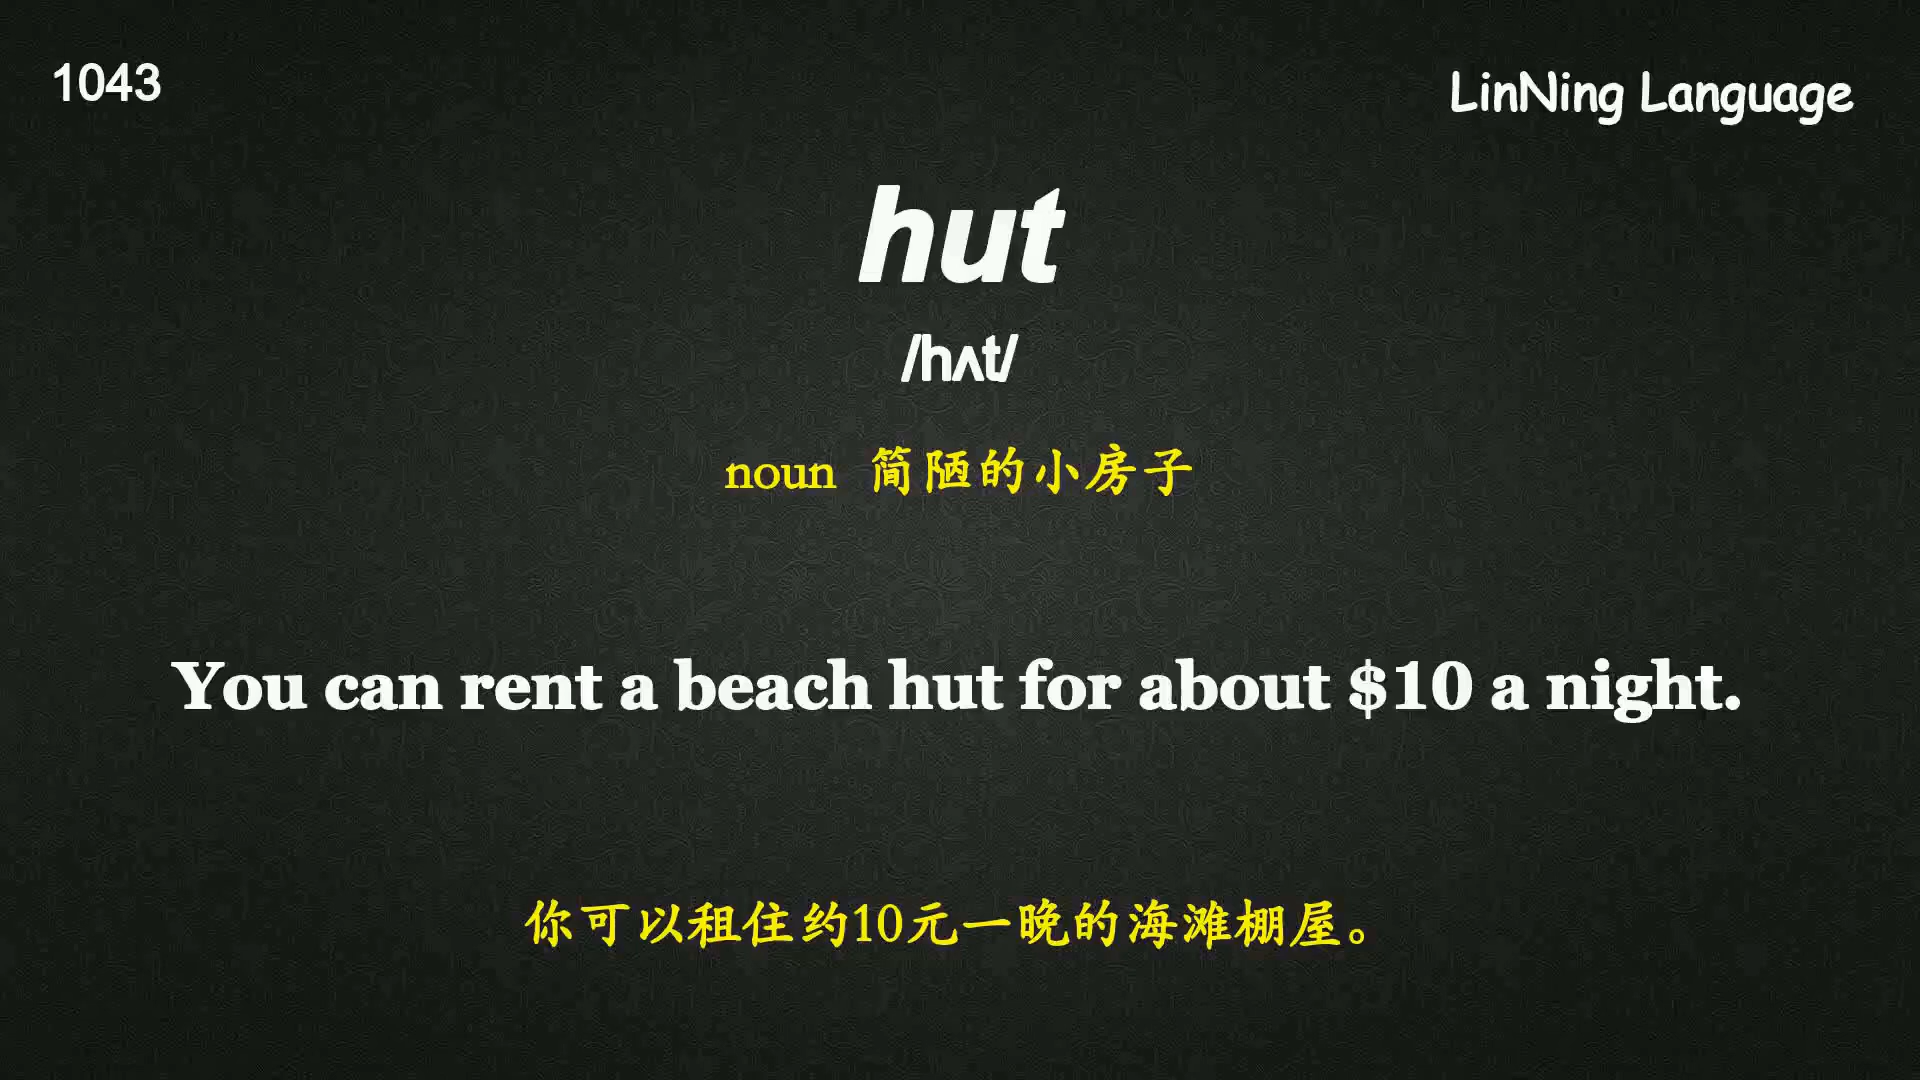 1043
LinNing Language
hut
/hʌt/
noun 简陋的小房子
You can rent a beach hut for about $10 a night.
你可以租住约10元一晚的海滩棚屋。